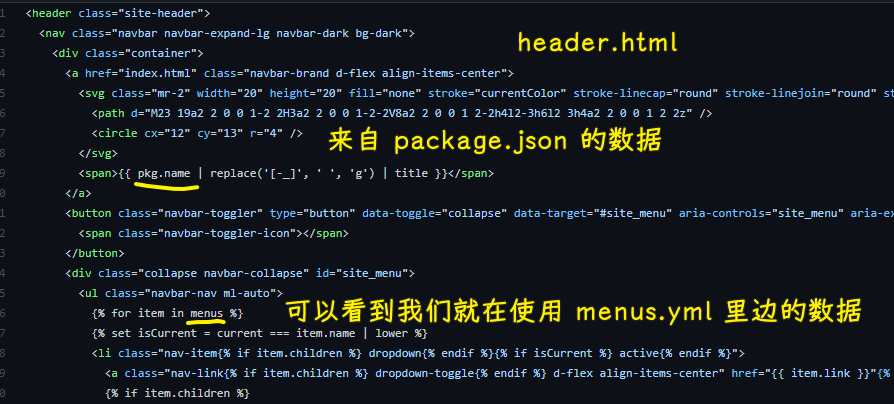 1 <header class="site-header">
2 <nav class="navbar navbar-expand-lg navbar-dark bg-dark">
header.html
3 <div class="container">
4 <a href="index.html" class="navbar-brand d-flex align-items-center">
5 <svg class="mr-2" width="20" height="20" fill="none" stroke="currentColor" stroke-linecap="round" stroke-linejoin="round" st
6 <path d="M23 19a2 2 0 0 1-2 2H3a2 2 0 0 1-2-2V8a2 2 0 0 1 2-2h4l2-3h6l2 3h4a2 2 0 0 1 2 2z" />
7 <circle cx="12" cy="13" r="4" />
来自 package.json 的数据
8 </svg>
9 <span>{{ pkg.name | replace('[-_]', ' ', 'g') | title }}</span>
0 </a>
1 <button class="navbar-toggler" type="button" data-toggle="collapse" data-target="#site_menu" aria-controls="site_menu" aria-ex
2 <span class="navbar-toggler-icon"></span>
3 </button>
4 <div class="collapse navbar-collapse" id="site_menu">
5 <ul class="navbar-nav ml-auto">
6 {% for item in menus %}
可以看到我们就在使用 menus.yml 里边的数据
7 {% set isCurrent = current === item.name | lower %}
8 <li class="nav-item{% if item.children %} dropdown{% endif %}{% if isCurrent %} active{% endif %}">
9 <a class="nav-link{% if item.children %} dropdown-toggle{% endif %} d-flex align-items-center" href="{{ item.link }}"{%
0 {% if item.children %}